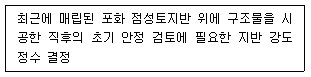 최근에 매립된 포화 점성토지반 위에 구조물을 시
공한 직후의 초기 안정 검토에 필요한 지반 강도
정수 결정